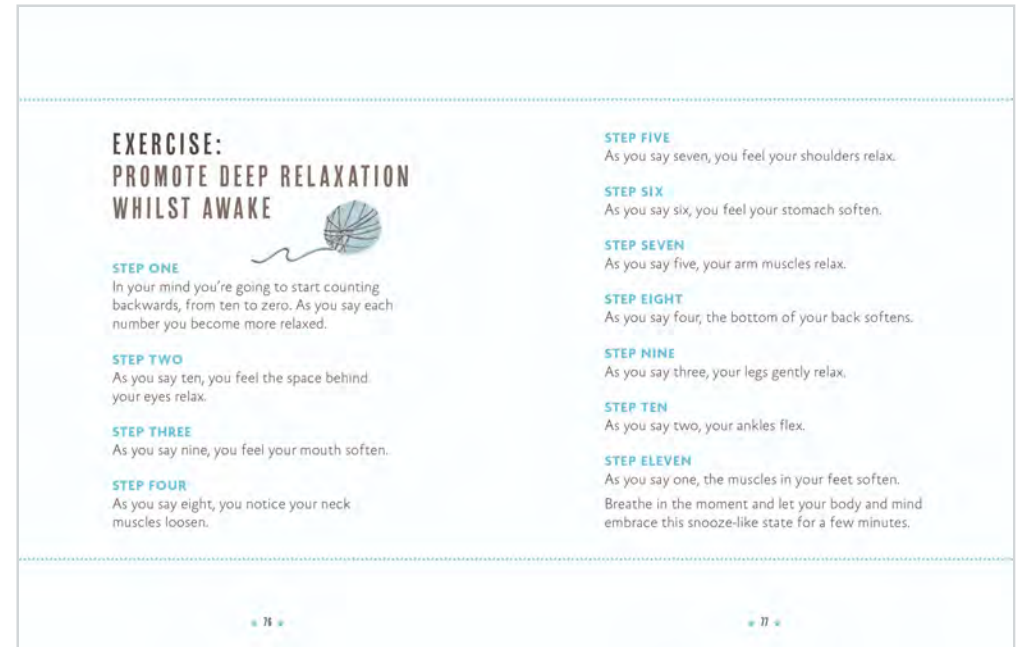 EXERCISE:
PROMOTE DEEP RELAXATION
WHILST AWAKE
STEP ONE
In your mind you're going to start counting
backwards, from ten to zero. As you say each
number you become more relaxed.
STEP TWO
As you say ten, you feel the space behind
your eyes relax.
STEP THREE
As you say nine, you feel your mouth soften.
STEP FOUR
As you say eight, you notice your neck
muscles loosen.
76
STEP FIVE
As you say seven, you feel your shoulders relax.
STEP SIX
As you say six, you feel your stomach soften.
STEP SEVEN
As you say five, your arm muscles relax.
STEP EIGHT
As you say four, the bottom of your back softens.
STEP NINE
As you say three, your legs gently relax.
STEP TEN
As you say two, your ankles flex.
STEP ELEVEN
As you say one, the muscles in your feet soften.
Breathe in the moment and let your body and mind
embrace this snooze-like state for a few minutes.
77